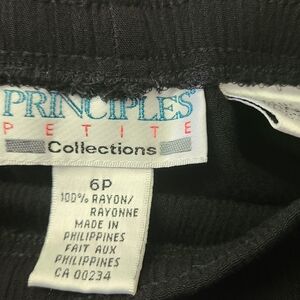 PRINCIPLES®
PETITE
Collections
6P
100% RAYON/
RAYONNE
MADE IN
PHILIPPINES
FAIT AUX
PHILIPPINES
CA 00234